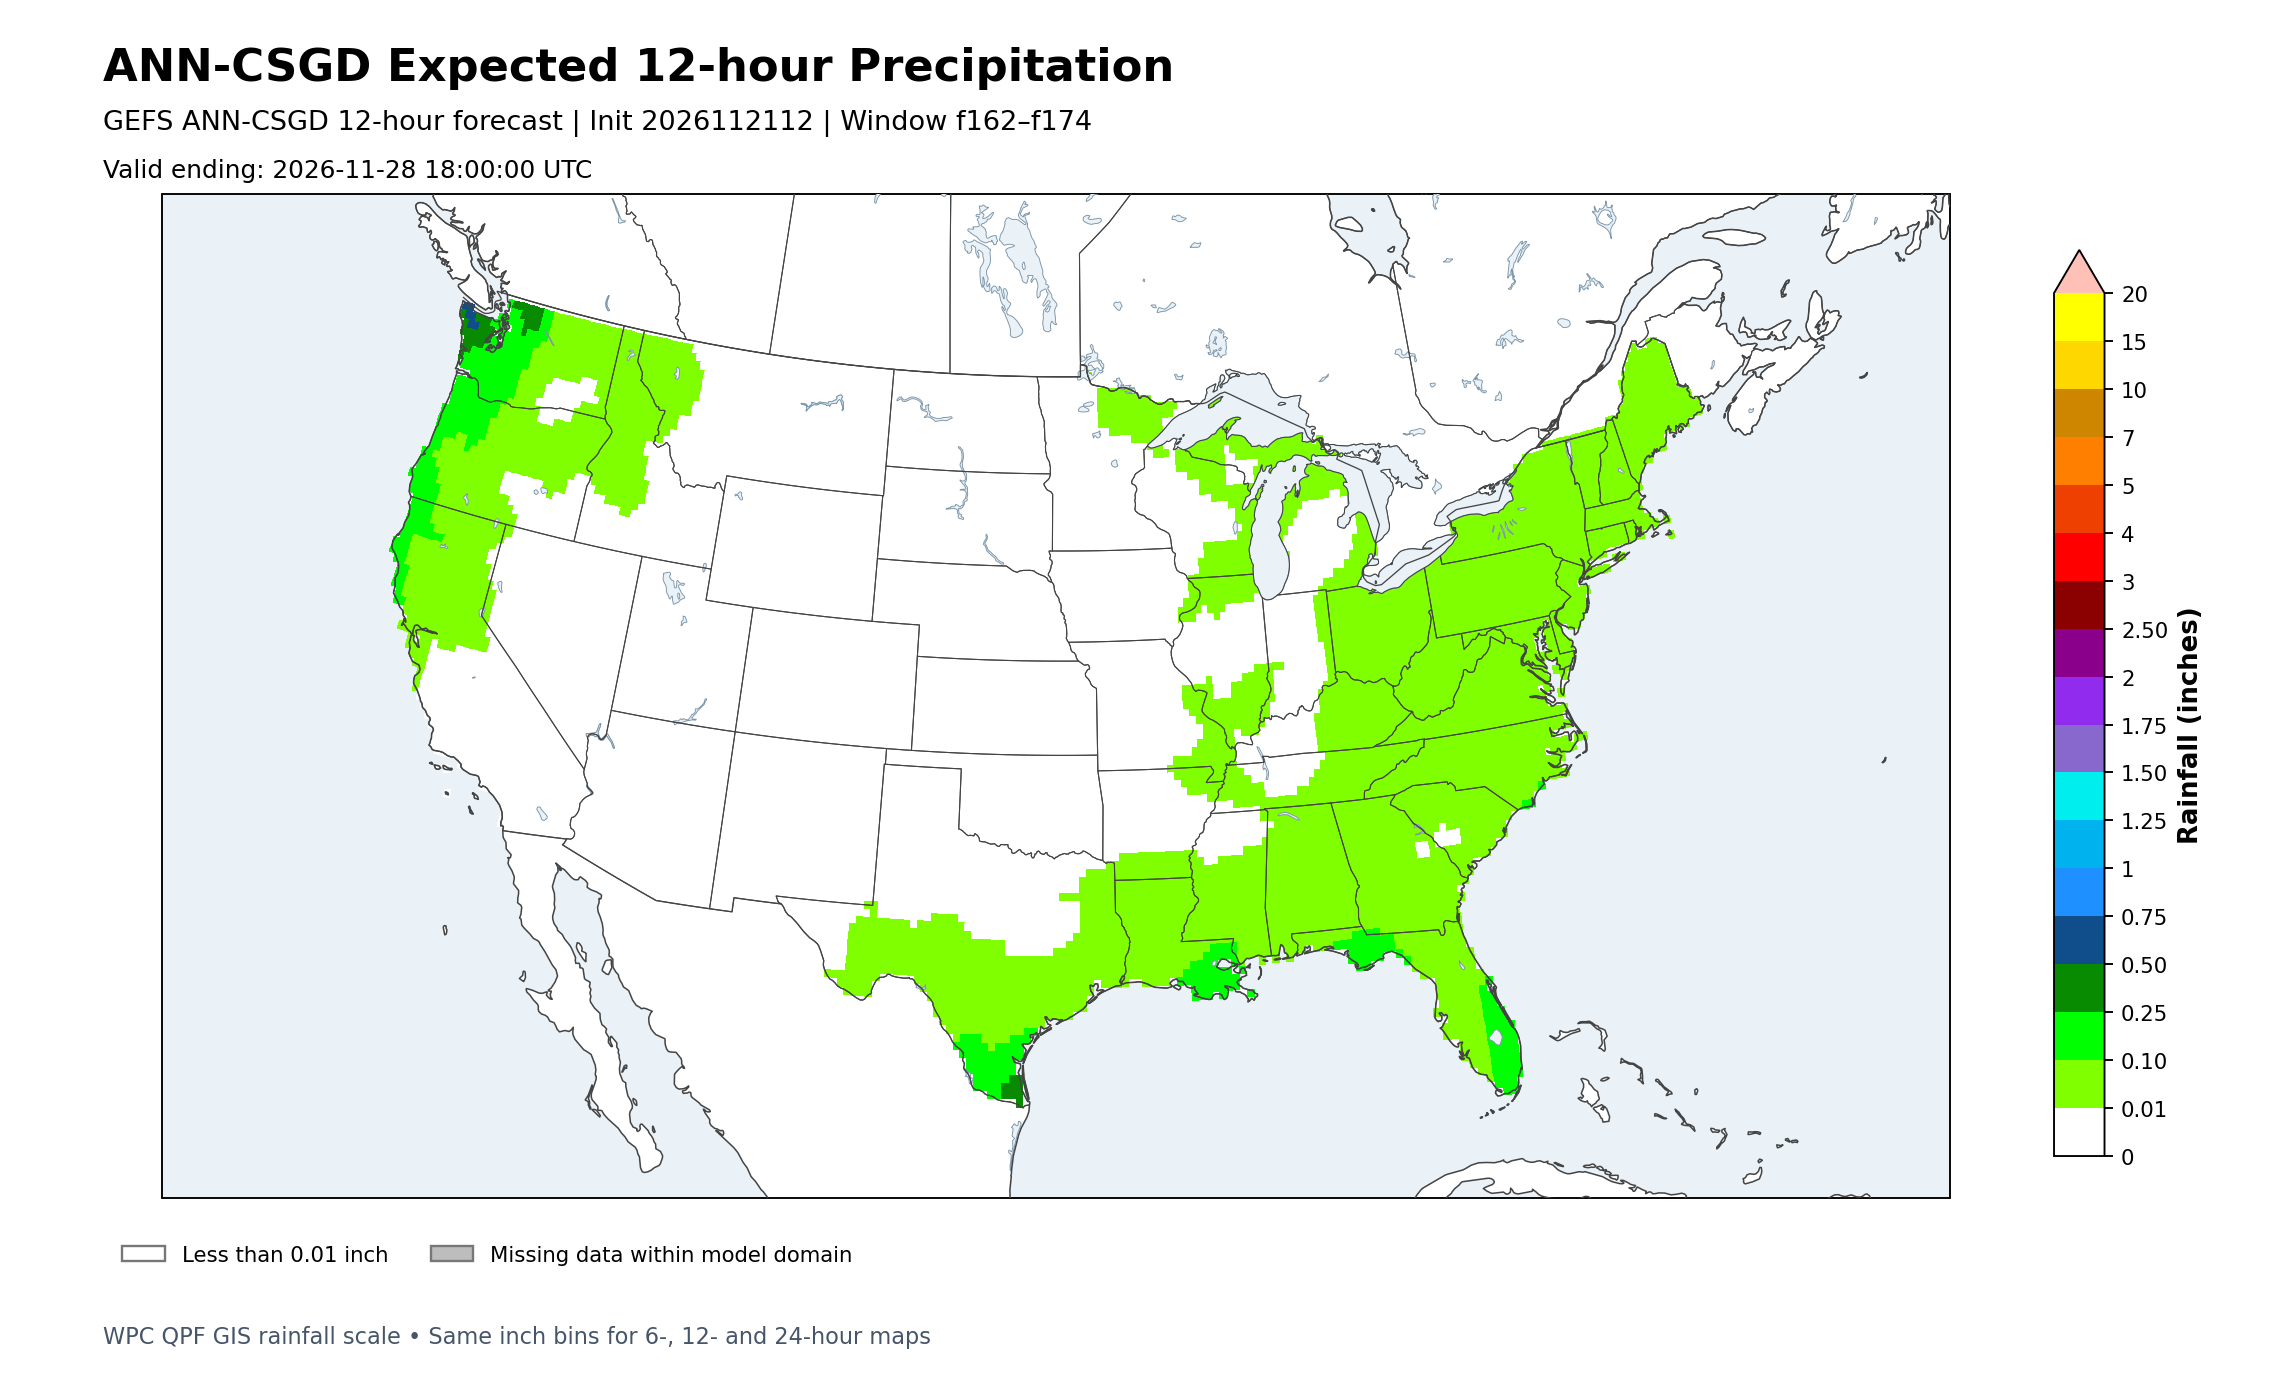 ANN-CSGD Expected 12-hour Precipitation
GEFS ANN-CSGD 12-hour forecast | Init 2026112112 | Window f162–f174
Valid ending: 2026-11-28 18:00:00 UTC
20
15
10
7
5
4
3
2.50
2
1.75
1.50
1.25
1
0.75
0.50
0.25
0.10
0.01
0
Rainfall (inches)
Less than 0.01 inch
Missing data within model domain
WPC QPF GIS rainfall scale • Same inch bins for 6-, 12- and 24-hour maps